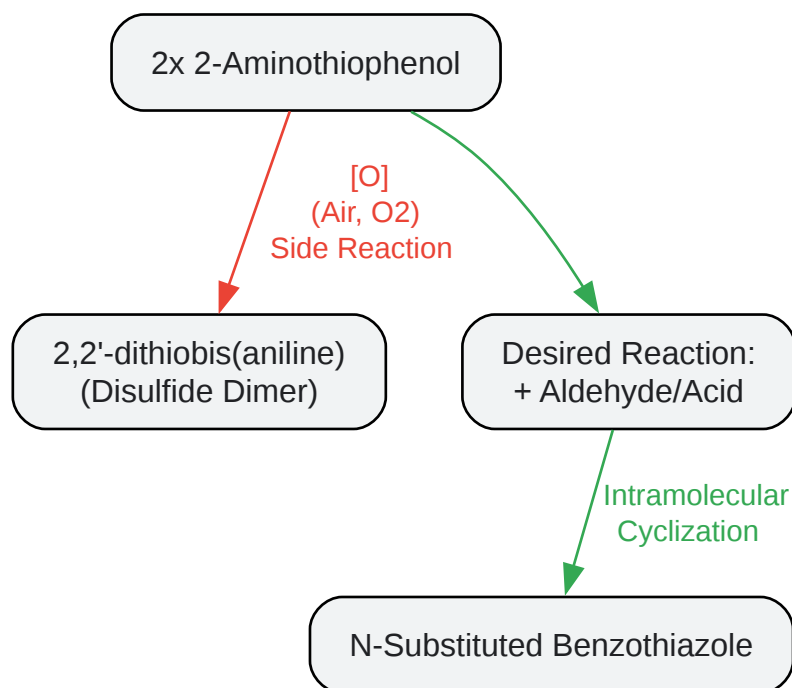 2x 2-Aminothiophenol
[O]
(Air, O2)
Side Reaction
2,2'-dithiobis(aniline)
(Disulfide Dimer)
Desired Reaction:
+ Aldehyde/Acid
Intramolecular
Cyclization
N-Substituted Benzothiazole